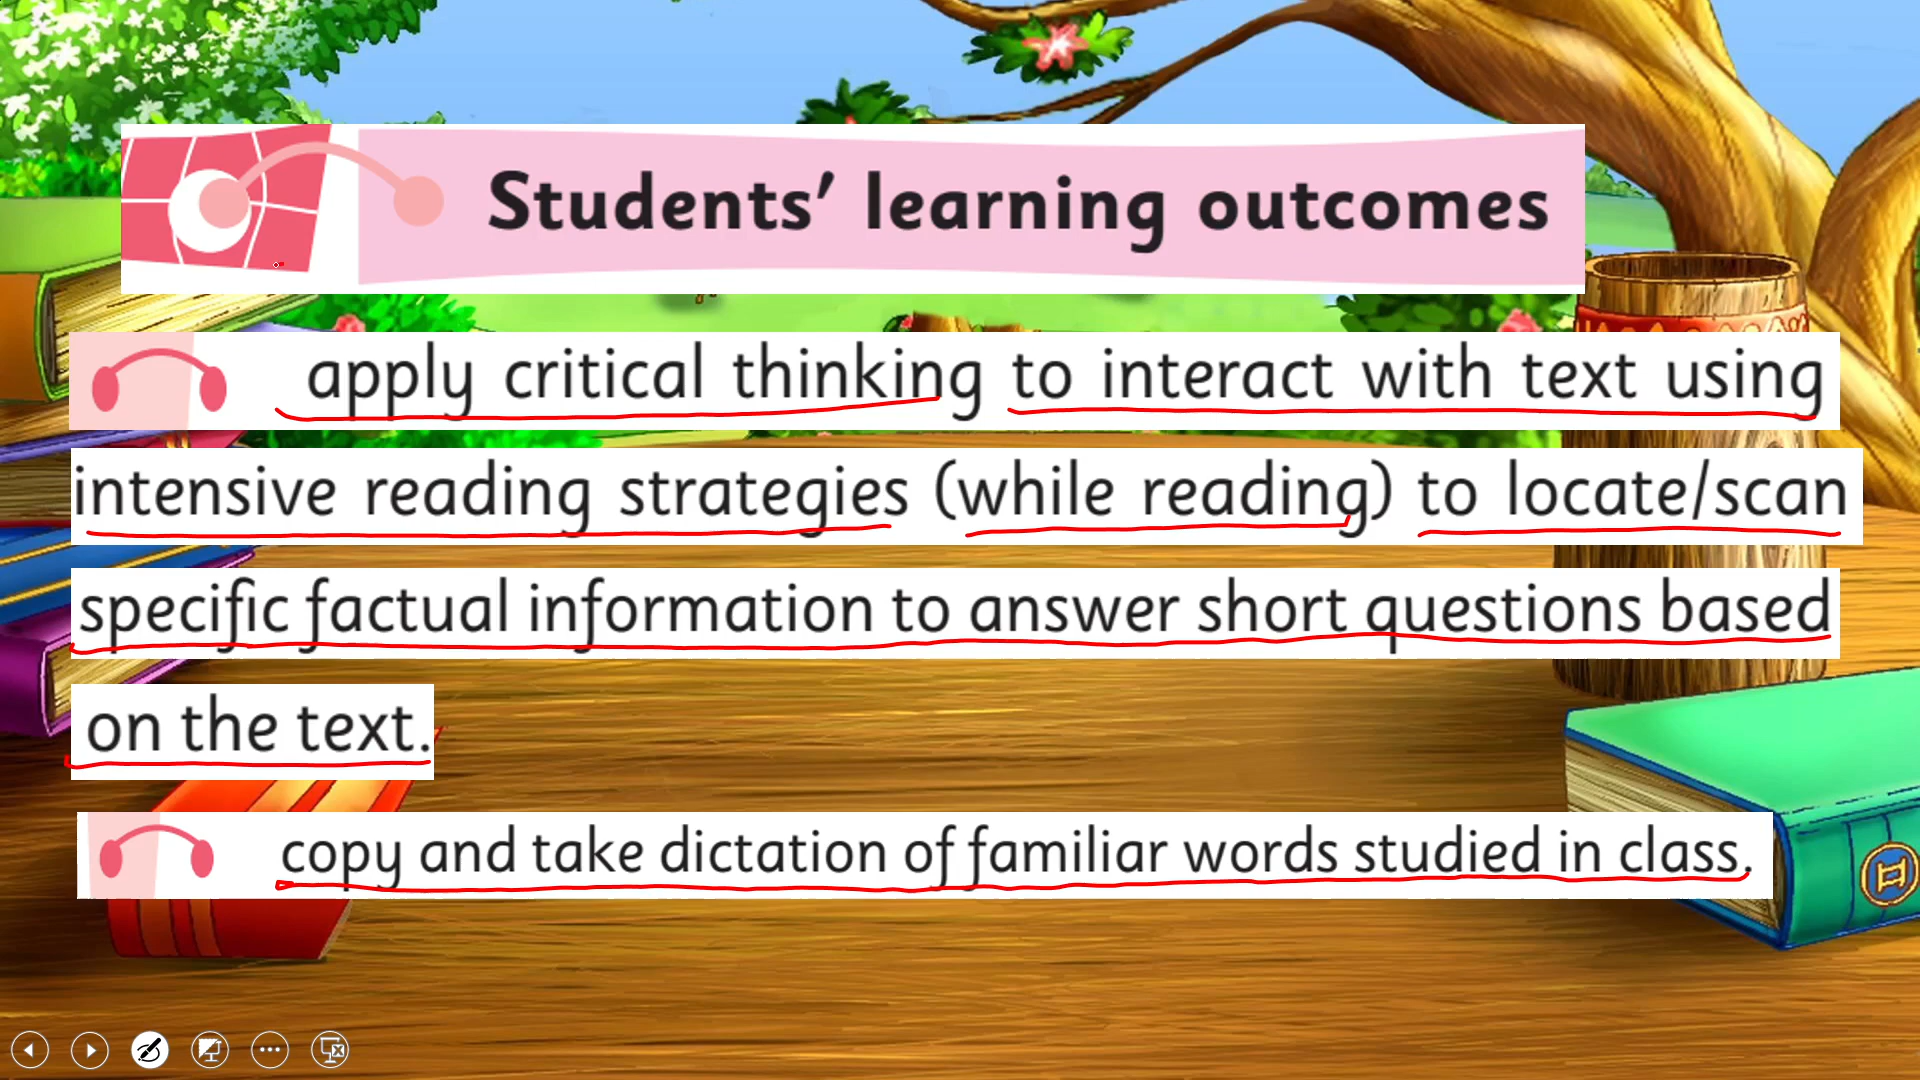 Students’ learning outcomes
apply critical thinking to interact with text using
intensive reading strategies (while reading) to locate/scan
specific factual information to answer short questions based
on the text.
copy and take dictation of familiar words studied in class.